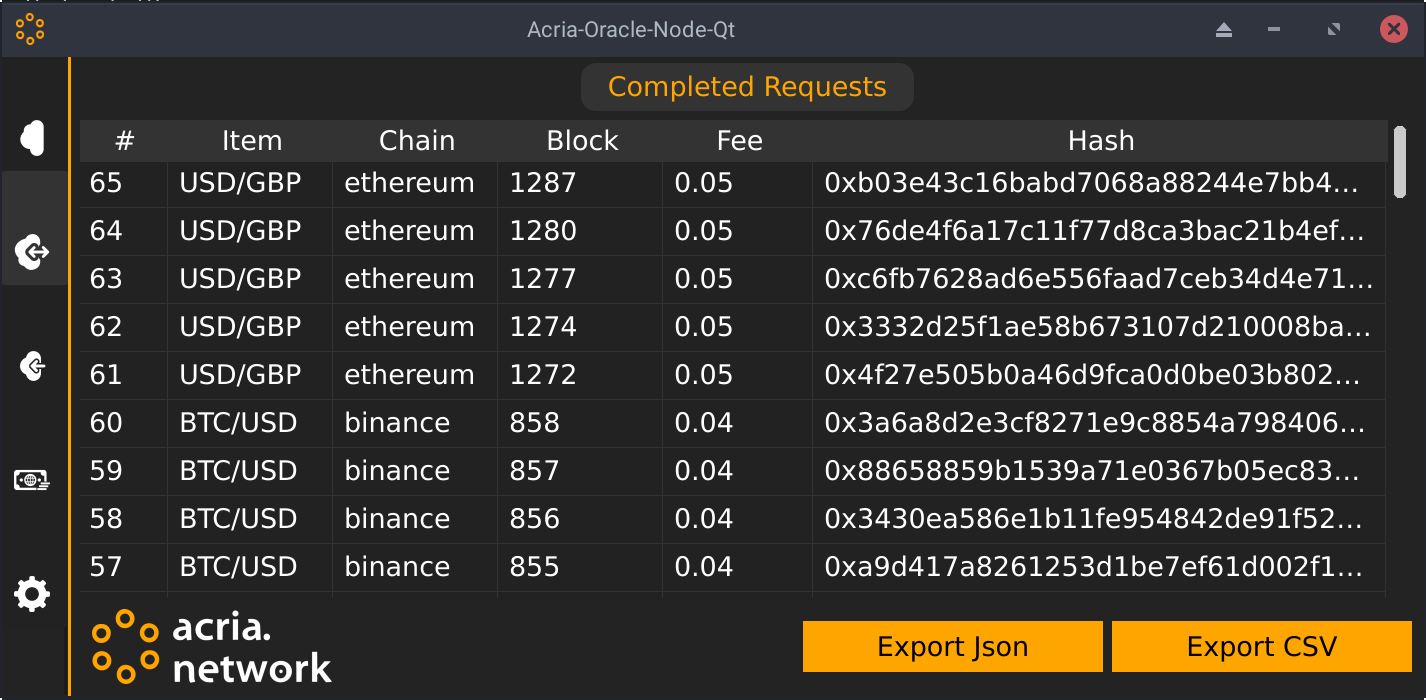 Acria-Oracle-Node-Qt
Completed Requests
# Item Chain Block Fee Hash
65 USD/GBP ethereum 1287 0.05 0xb03e43c16babd7068a88244e7bb4...
64 USD/GBP ethereum 1280 0.05 0x76de4f6a17c11f77d8ca3bac21b4ef...
63 USD/GBP ethereum 1277 0.05 0xc6fb7628ad6e556faad7ceb34d4e71...
62 USD/GBP ethereum 1274 0.05 0x3332d25f1ae58b673107d210008ba...
61 USD/GBP ethereum 1272 0.05 0x4f27e505b0a46d9fca0d0be03b802...
60 BTC/USD binance 858 0.04 0x3a6a8d2e3cf8271e9c8854a798406...
59 BTC/USD binance 857 0.04 0x88658859b1539a71e0367b05ec83...
58 BTC/USD binance 856 0.04 0x3430ea586e1b11fe954842de91f52...
57 BTC/USD binance 855 0.04 0xa9d417a8261253d1be7ef61d002f1...
acria.
network
Export Json Export CSV